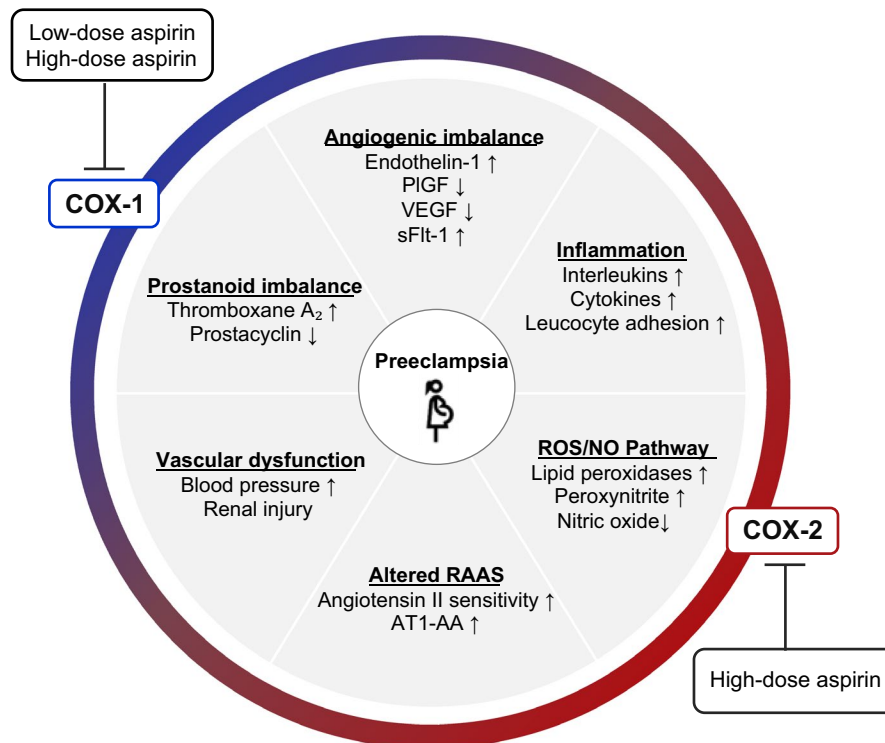 Low-dose aspirin
High-dose aspirin
COX-1
Angiogenic imbalance
Endothelin-1 ↑
PlGF ↓
VEGF ↓
sFlt-1 ↑
Inflammation
Interleukins ↑
Cytokines ↑
Leucocyte adhesion ↑
Prostanoid imbalance
Thromboxane A₂ ↑
Prostacyclin ↓
Preeclampsia
Vascular dysfunction
Blood pressure ↑
Renal injury
ROS/NO Pathway
Lipid peroxidases ↑
Peroxynitrite ↑
Nitric oxide↓
COX-2
Altered RAAS
Angiotensin II sensitivity ↑
AT1-AA ↑
High-dose aspirin